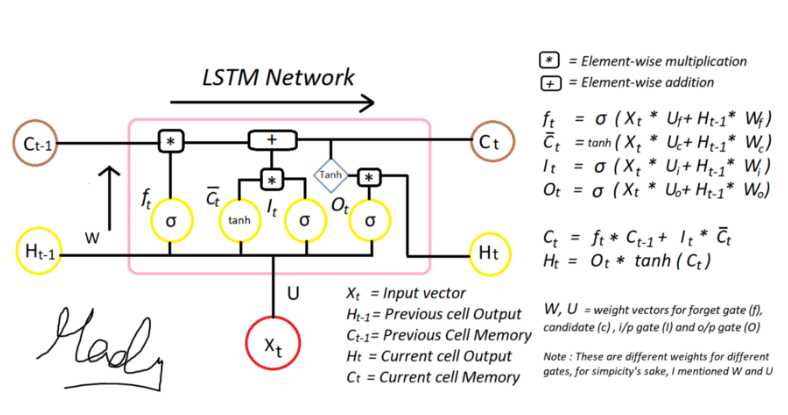 LSTM Network
* = Element-wise multiplication
+ = Element-wise addition
Ct-1
*
+
Ct
Tanh
*
*
ft
C̅t
It
Ot
σ
tanh
σ
σ
W
Ht-1
Ht
U
Xt
ft = σ ( Xt * Uf + Ht-1 * Wf )
C̅t = tanh ( Xt * Uc + Ht-1 * Wc )
It = σ ( Xt * Ui + Ht-1 * Wi )
Ot = σ ( Xt * Uo + Ht-1 * Wo )
Ct = ft * Ct-1 + It * C̅t
Ht = Ot * tanh ( Ct )
Xt = Input vector
Ht-1 = Previous cell Output
Ct-1 = Previous cell Memory
Ht = Current cell Output
Ct = Current cell Memory
W, U = weight vectors for forget gate (f),
candidate (c) , i/p gate (I) and o/p gate (O)
Note : These are different weights for different
gates, for simpicity's sake, I mentioned W and U
Mady